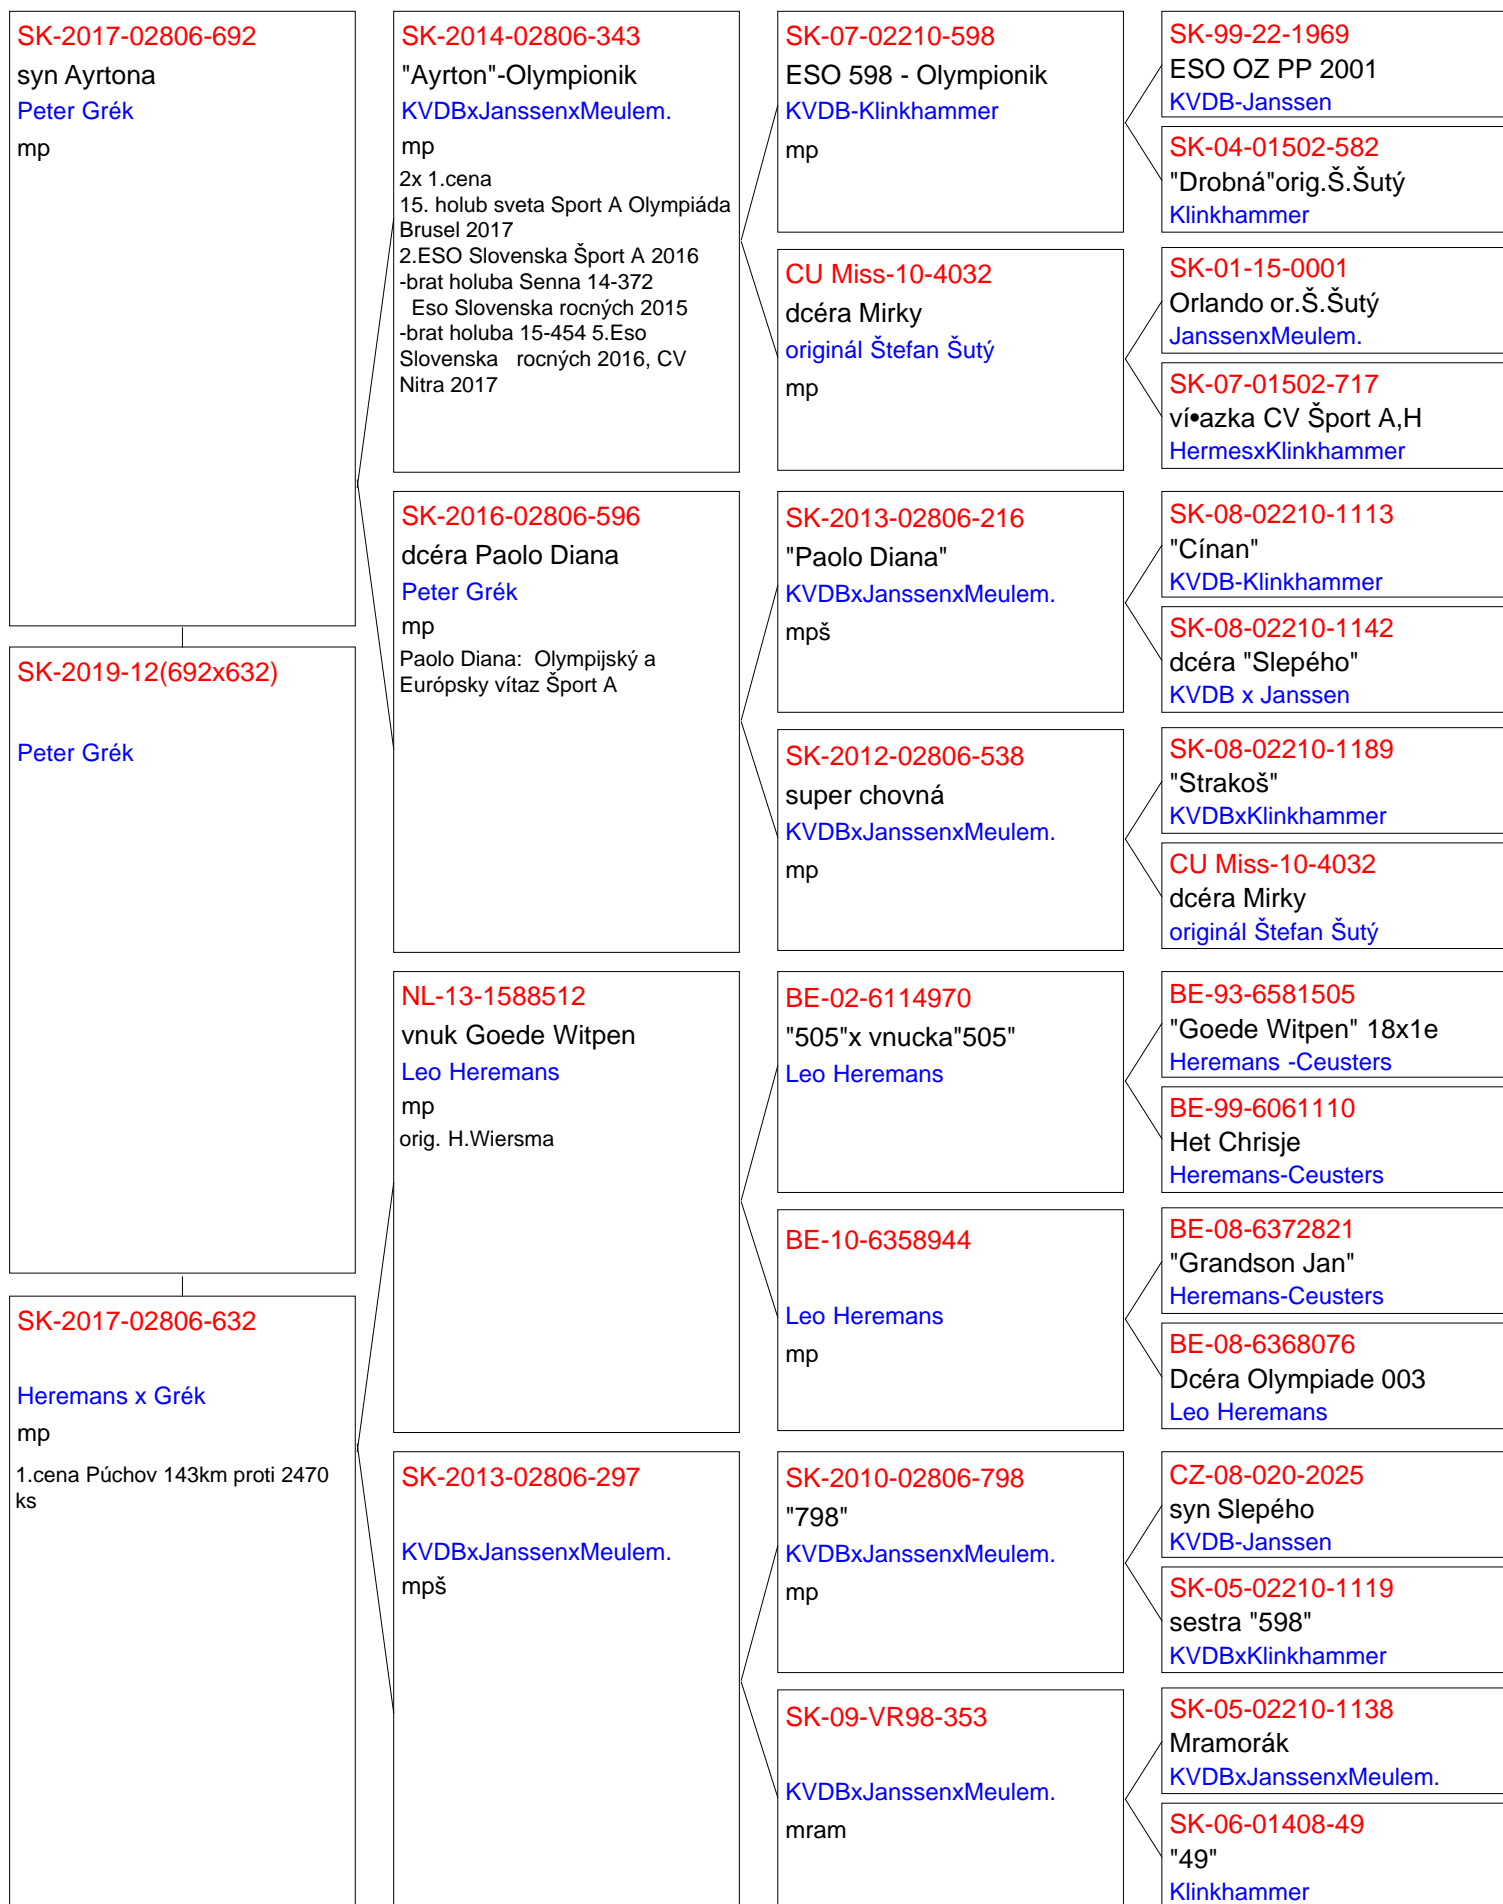 SK-2017-02806-692
syn Ayrtona
Peter Grék
mp
SK-2019-12(692x632)
Peter Grék
SK-2017-02806-632
Heremans x Grék
mp
1.cena Púchov 143km proti 2470
ks
SK-2014-02806-343
"Ayrton"-Olympionik
KVDBxJanssenxMeulem.
mp
2x 1.cena
15. holub sveta Sport A Olympiáda
Brusel 2017
2.ESO Slovenska Šport A 2016
-brat holuba Senna 14-372
Eso Slovenska rocných 2015
-brat holuba 15-454 5.Eso
Slovenska rocných 2016, CV
Nitra 2017
SK-2016-02806-596
dcéra Paolo Diana
Peter Grék
mp
Paolo Diana: Olympijský a
Európsky vítaz Šport A
NL-13-1588512
vnuk Goede Witpen
Leo Heremans
mp
orig. H.Wiersma
SK-2013-02806-297
KVDBxJanssenxMeulem.
mpš
SK-07-02210-598
ESO 598 - Olympionik
KVDB-Klinkhammer
mp
CU Miss-10-4032
dcéra Mirky
originál Štefan Šutý
mp
SK-2013-02806-216
"Paolo Diana"
KVDBxJanssenxMeulem.
mpš
SK-2012-02806-538
super chovná
KVDBxJanssenxMeulem.
mp
BE-02-6114970
"505"x vnucka"505"
Leo Heremans
BE-10-6358944
Leo Heremans
mp
SK-2010-02806-798
"798"
KVDBxJanssenxMeulem.
mp
SK-09-VR98-353
KVDBxJanssenxMeulem.
mram
SK-99-22-1969
ESO OZ PP 2001
KVDB-Janssen
SK-04-01502-582
"Drobná"orig.Š.Šutý
Klinkhammer
SK-01-15-0001
Orlando or.Š.Šutý
JanssenxMeulem.
SK-07-01502-717
ví•azka CV Šport A,H
HermesxKlinkhammer
SK-08-02210-1113
"Cínan"
KVDB-Klinkhammer
SK-08-02210-1142
dcéra "Slepého"
KVDB x Janssen
SK-08-02210-1189
"Strakoš"
KVDBxKlinkhammer
CU Miss-10-4032
dcéra Mirky
originál Štefan Šutý
BE-93-6581505
"Goede Witpen" 18x1e
Heremans -Ceusters
BE-99-6061110
Het Chrisje
Heremans-Ceusters
BE-08-6372821
"Grandson Jan"
Heremans-Ceusters
BE-08-6368076
Dcéra Olympiade 003
Leo Heremans
CZ-08-020-2025
syn Slepého
KVDB-Janssen
SK-05-02210-1119
sestra "598"
KVDBxKlinkhammer
SK-05-02210-1138
Mramorák
KVDBxJanssenxMeulem.
SK-06-01408-49
"49"
Klinkhammer